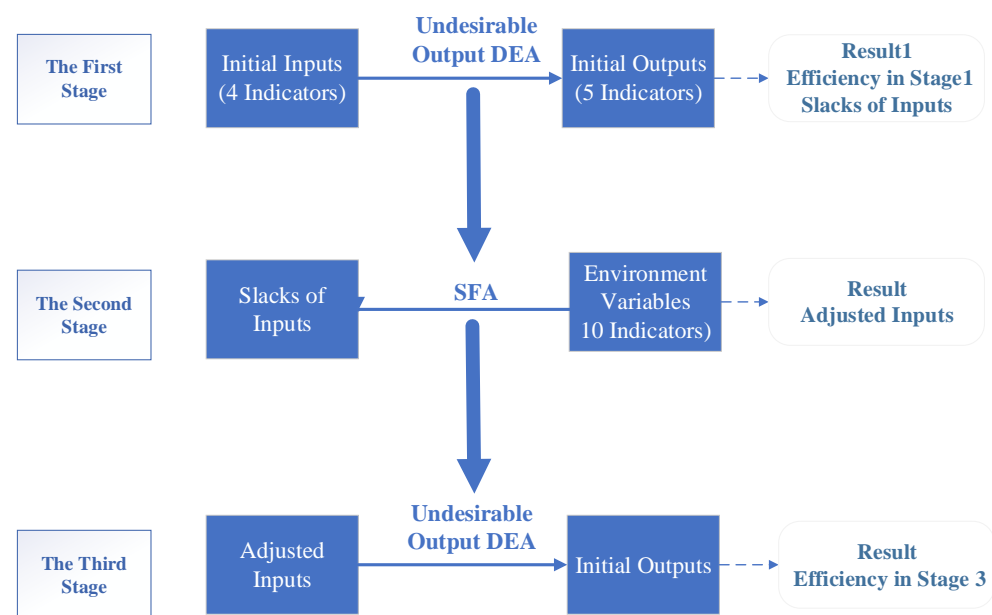 The First
Stage
Initial Inputs
(4 Indicators)
Undesirable
Output DEA
Initial Outputs
(5 Indicators)
Result1
Efficiency in Stage1
Slacks of Inputs
The Second
Stage
Slacks of
Inputs
SFA
Environment
Variables
10 Indicators)
Result
Adjusted Inputs
The Third
Stage
Adjusted
Inputs
Undesirable
Output DEA
Initial Outputs
Result
Efficiency in Stage 3